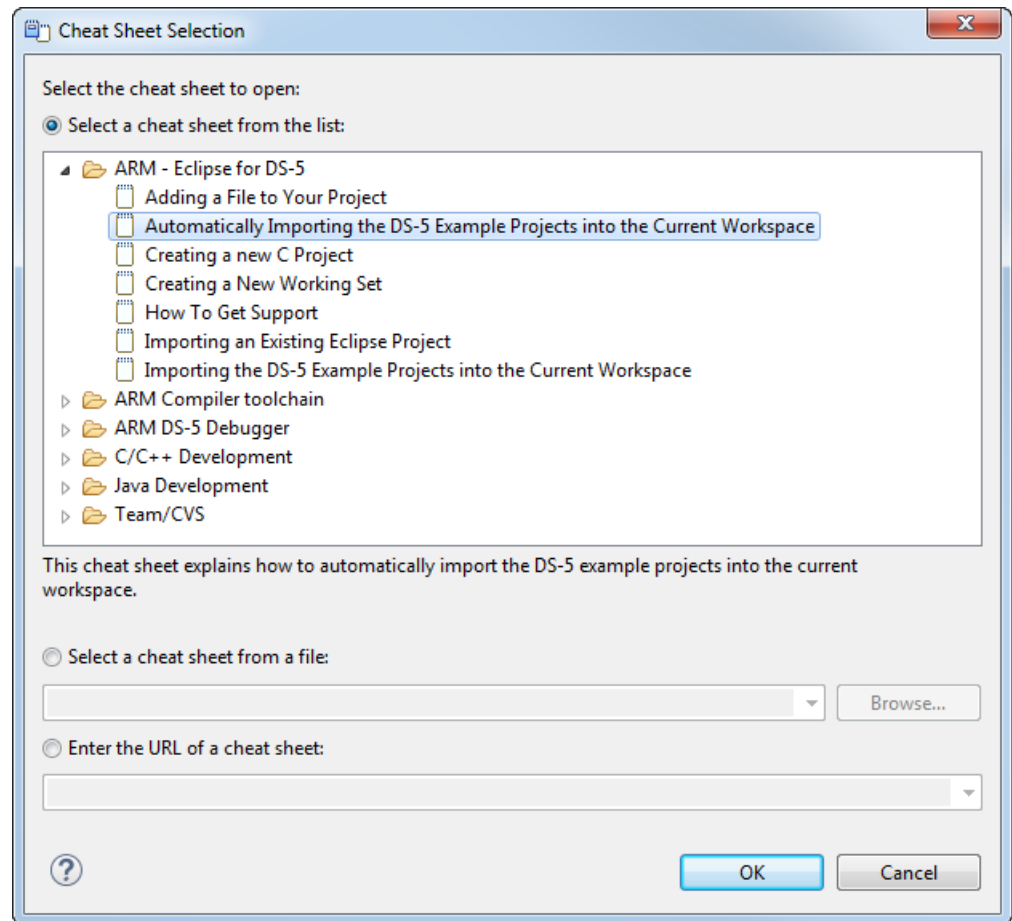 Cheat Sheet Selection
Select the cheat sheet to open:
Select a cheat sheet from the list:
ARM - Eclipse for DS-5
Adding a File to Your Project
Automatically Importing the DS-5 Example Projects into the Current Workspace
Creating a new C Project
Creating a New Working Set
How To Get Support
Importing an Existing Eclipse Project
Importing the DS-5 Example Projects into the Current Workspace
ARM Compiler toolchain
ARM DS-5 Debugger
C/C++ Development
Java Development
Team/CVS
This cheat sheet explains how to automatically import the DS-5 example projects into the current
workspace.
Select a cheat sheet from a file:
Browse...
Enter the URL of a cheat sheet:
?
OK Cancel